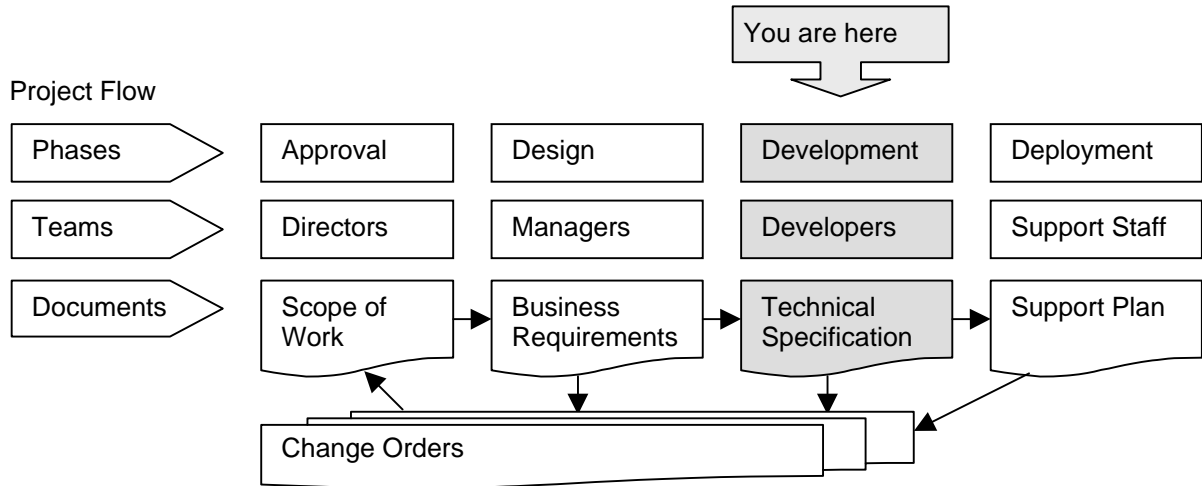 You are here
Project Flow
Phases
Approval
Design
Development
Deployment
Teams
Directors
Managers
Developers
Support Staff
Documents
Scope of
Work
Business
Requirements
Technical
Specification
Support Plan
Change Orders